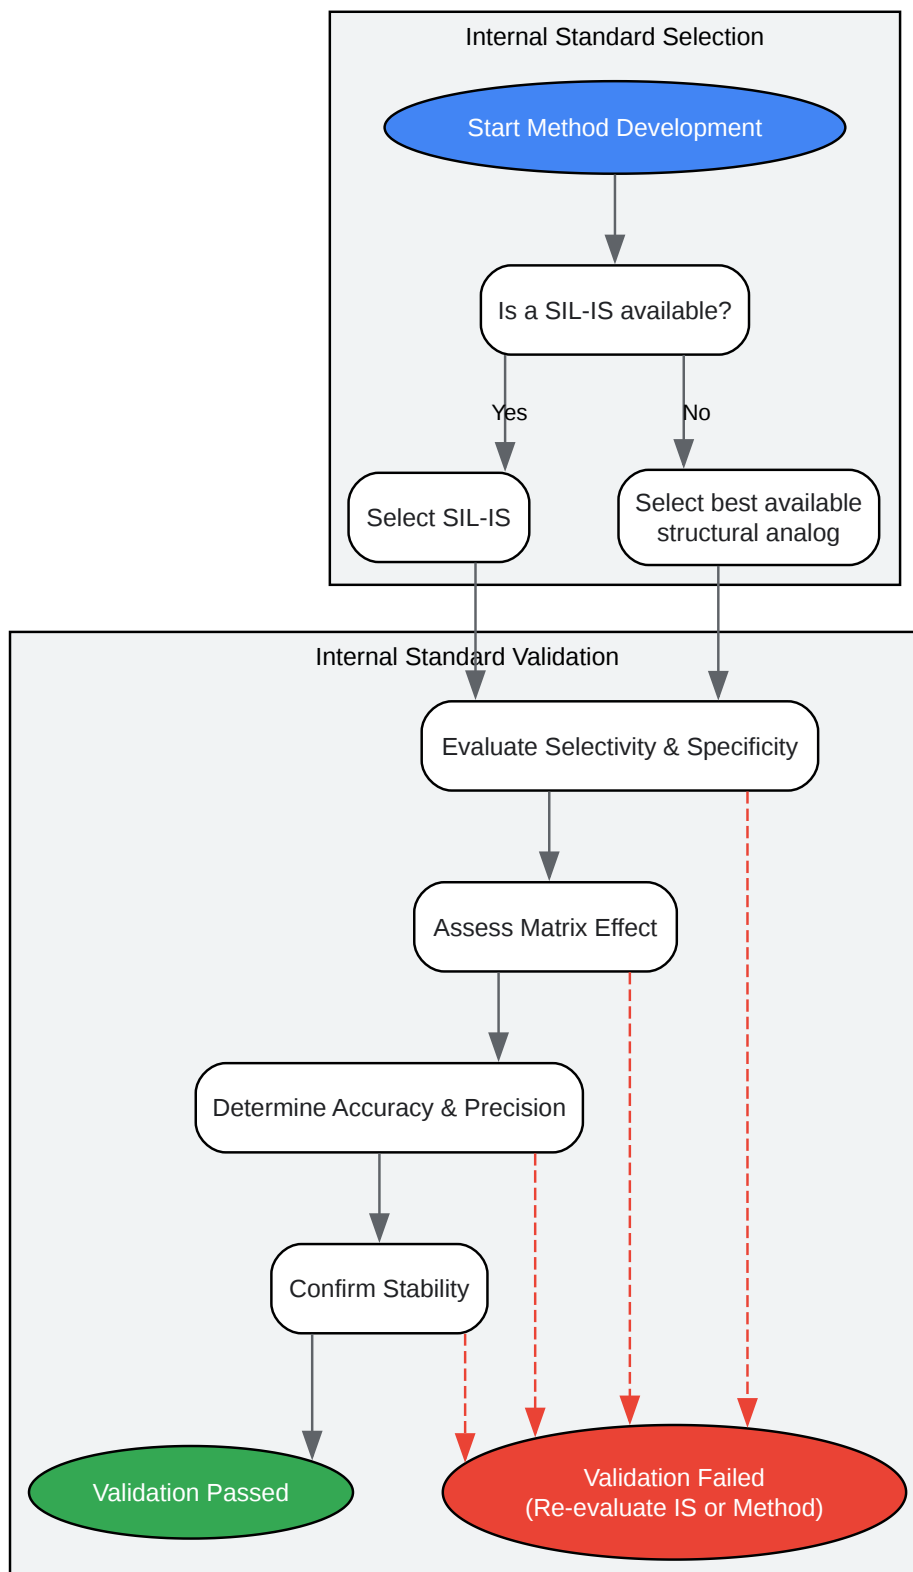 Internal Standard Selection
Start Method Development
Is a SIL-IS available?
Yes
No
Select SIL-IS
Select best available
structural analog
Internal Standard Validation
Evaluate Selectivity & Specificity
Assess Matrix Effect
Determine Accuracy & Precision
Confirm Stability
Validation Passed
Validation Failed
(Re-evaluate IS or Method)